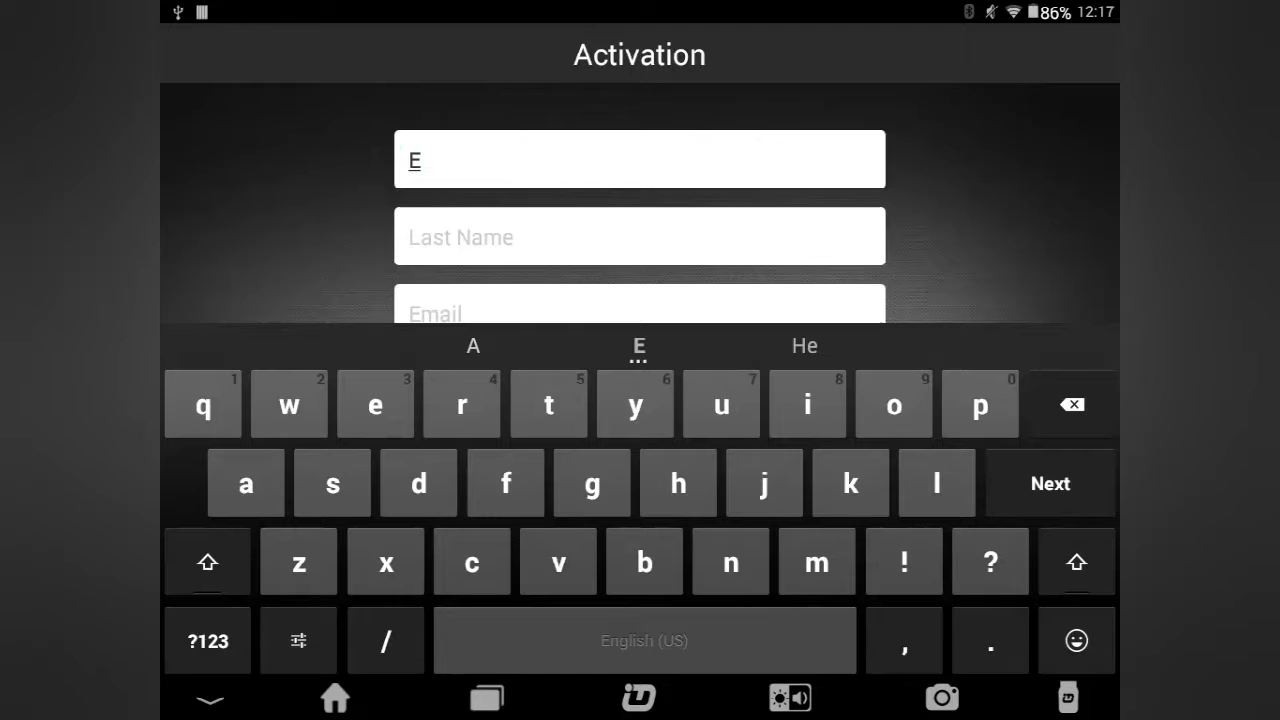 86% 12:17
Activation
E
Last Name
Email
A E He
q 1 w 2 e 3 r 4 t 5 y 6 u 7 i 8 o 9 p 0
a s d f g h j k l Next
z x c v b n m ! ?
?123 / English (US) , .